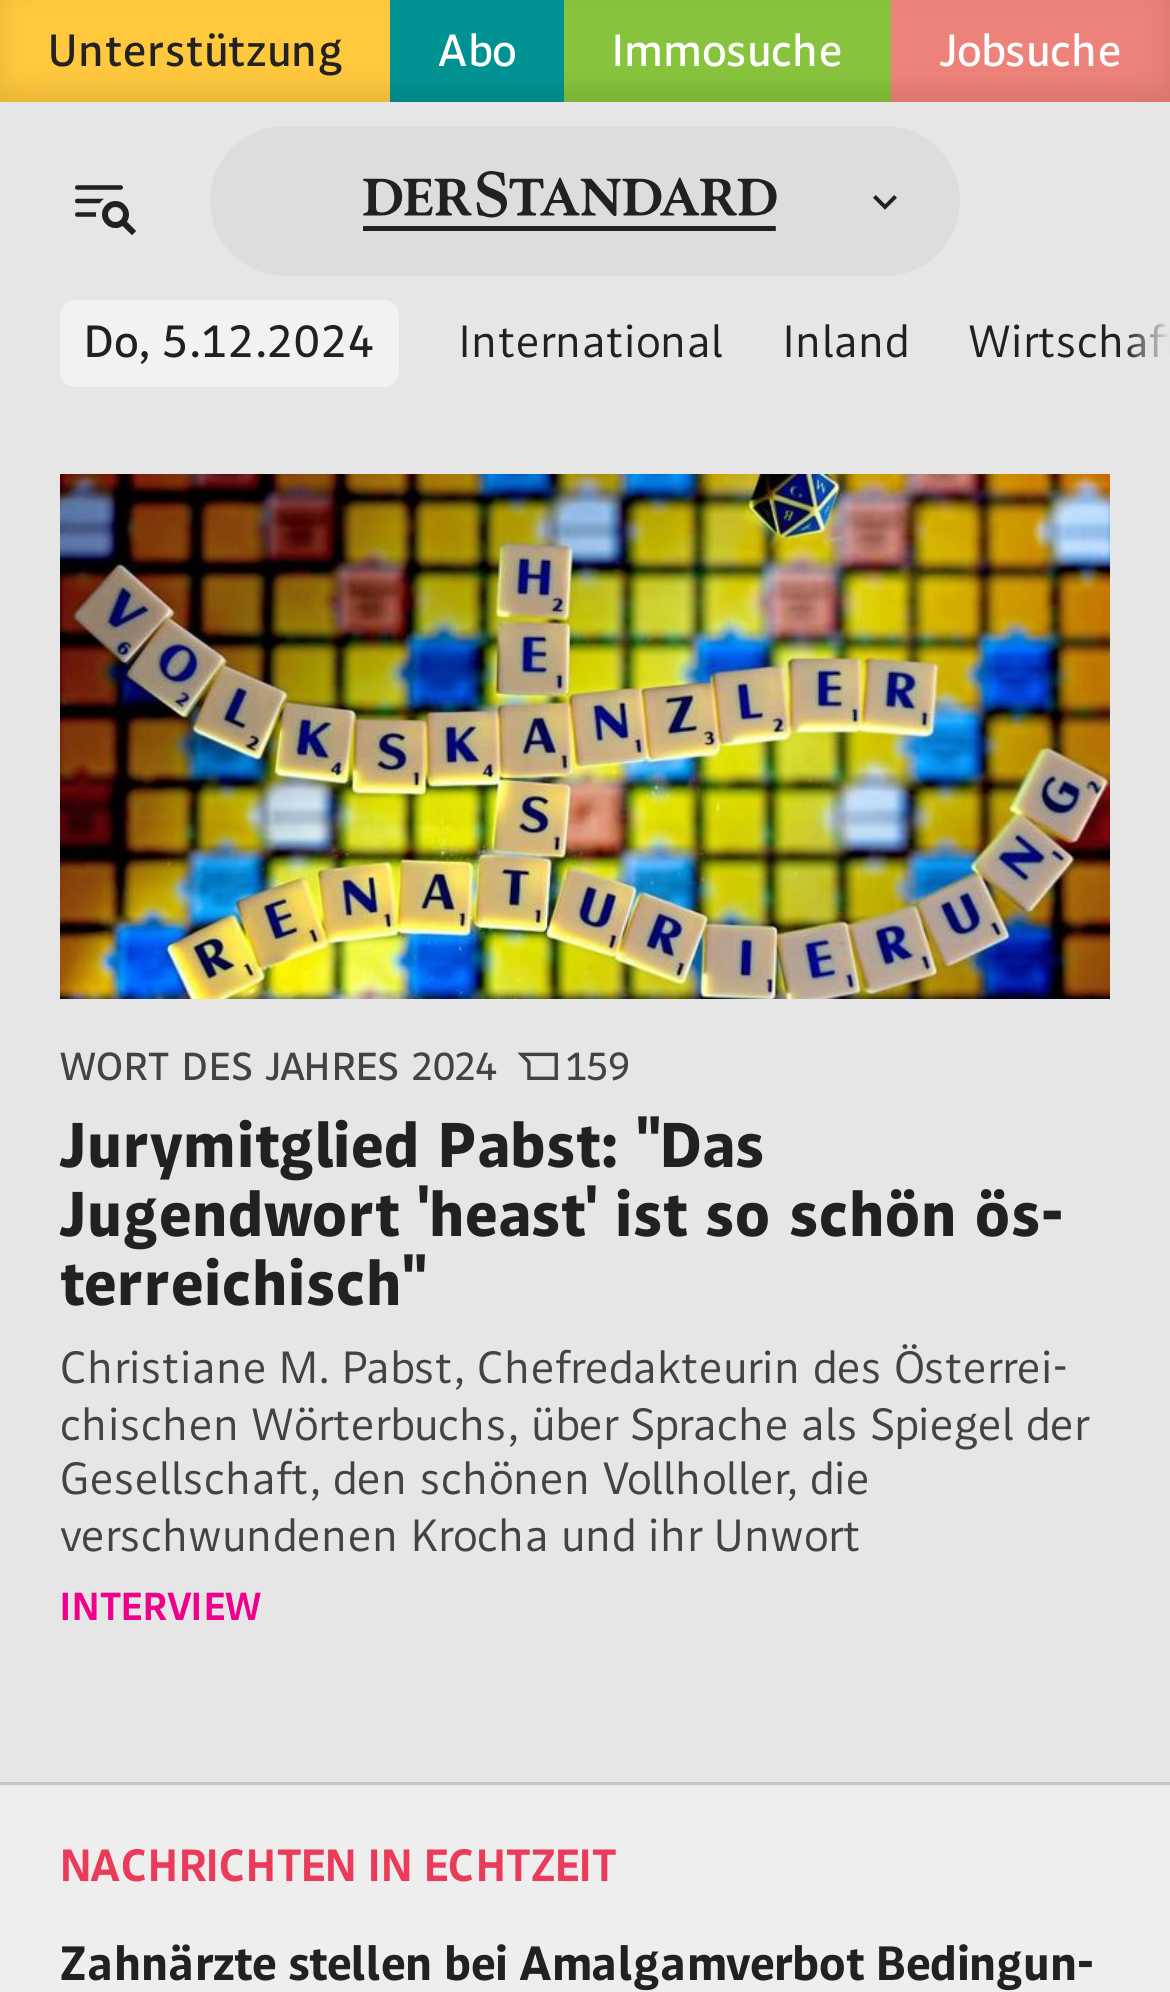 Unterstützung
Abo
Immosuche
Jobsuche
DERSTANDARD
Do, 5.12.2024
International
Inland
Wirtschaf
VOLKSKANZLER
HEAST
RENATURIERUNG
WORT DES JAHRES 2024 159
Jurymitglied Pabst: "Das
Jugendwort 'heast' ist so schön ös-
terreichisch"
Christiane M. Pabst, Chefredakteurin des Österrei-
chischen Wörterbuchs, über Sprache als Spiegel der
Gesellschaft, den schönen Vollholler, die
verschwundenen Krocha und ihr Unwort
INTERVIEW
NACHRICHTEN IN ECHTZEIT
Zahnärzte stellen bei Amalgamverbot Bedingun-